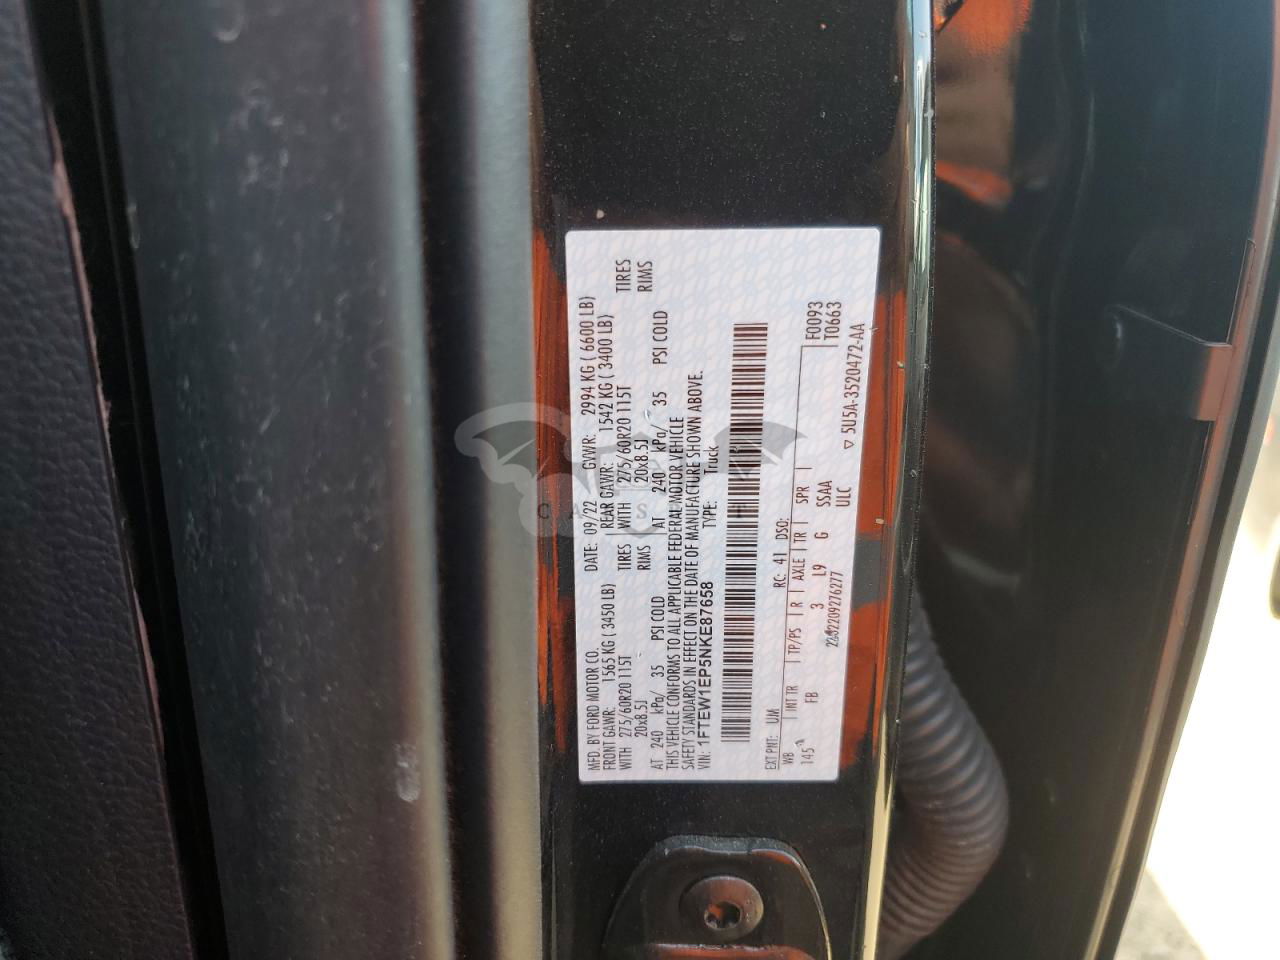 MFD. BY FORD MOTOR CO. DATE: 09/22 GVWR: 2994 KG ( 6600 LB)
FRONT GAWR: 1565 KG ( 3450 LB) REAR GAWR: 1542 KG ( 3400 LB)
WITH 275/60R20 115T TIRES WITH 275/60R20 115T TIRES
20x8.5J RIMS 20x8.5J RIMS
AT 240 kPa/ 35 PSI COLD AT 240 kPa/ 35 PSI COLD
THIS VEHICLE CONFORMS TO ALL APPLICABLE FEDERAL MOTOR VEHICLE
SAFETY STANDARDS IN EFFECT ON THE DATE OF MANUFACTURE SHOWN ABOVE.
VIN: 1FTEW1EP5NKE87658 TYPE: Truck
EXT PNT: UM RC: 41 DSO:
WB INT TR TP/PS R AXLE TR SPR F0093
145 FB 3 L9 G SSAA T0663
ULC
5U5A-3520472-AA